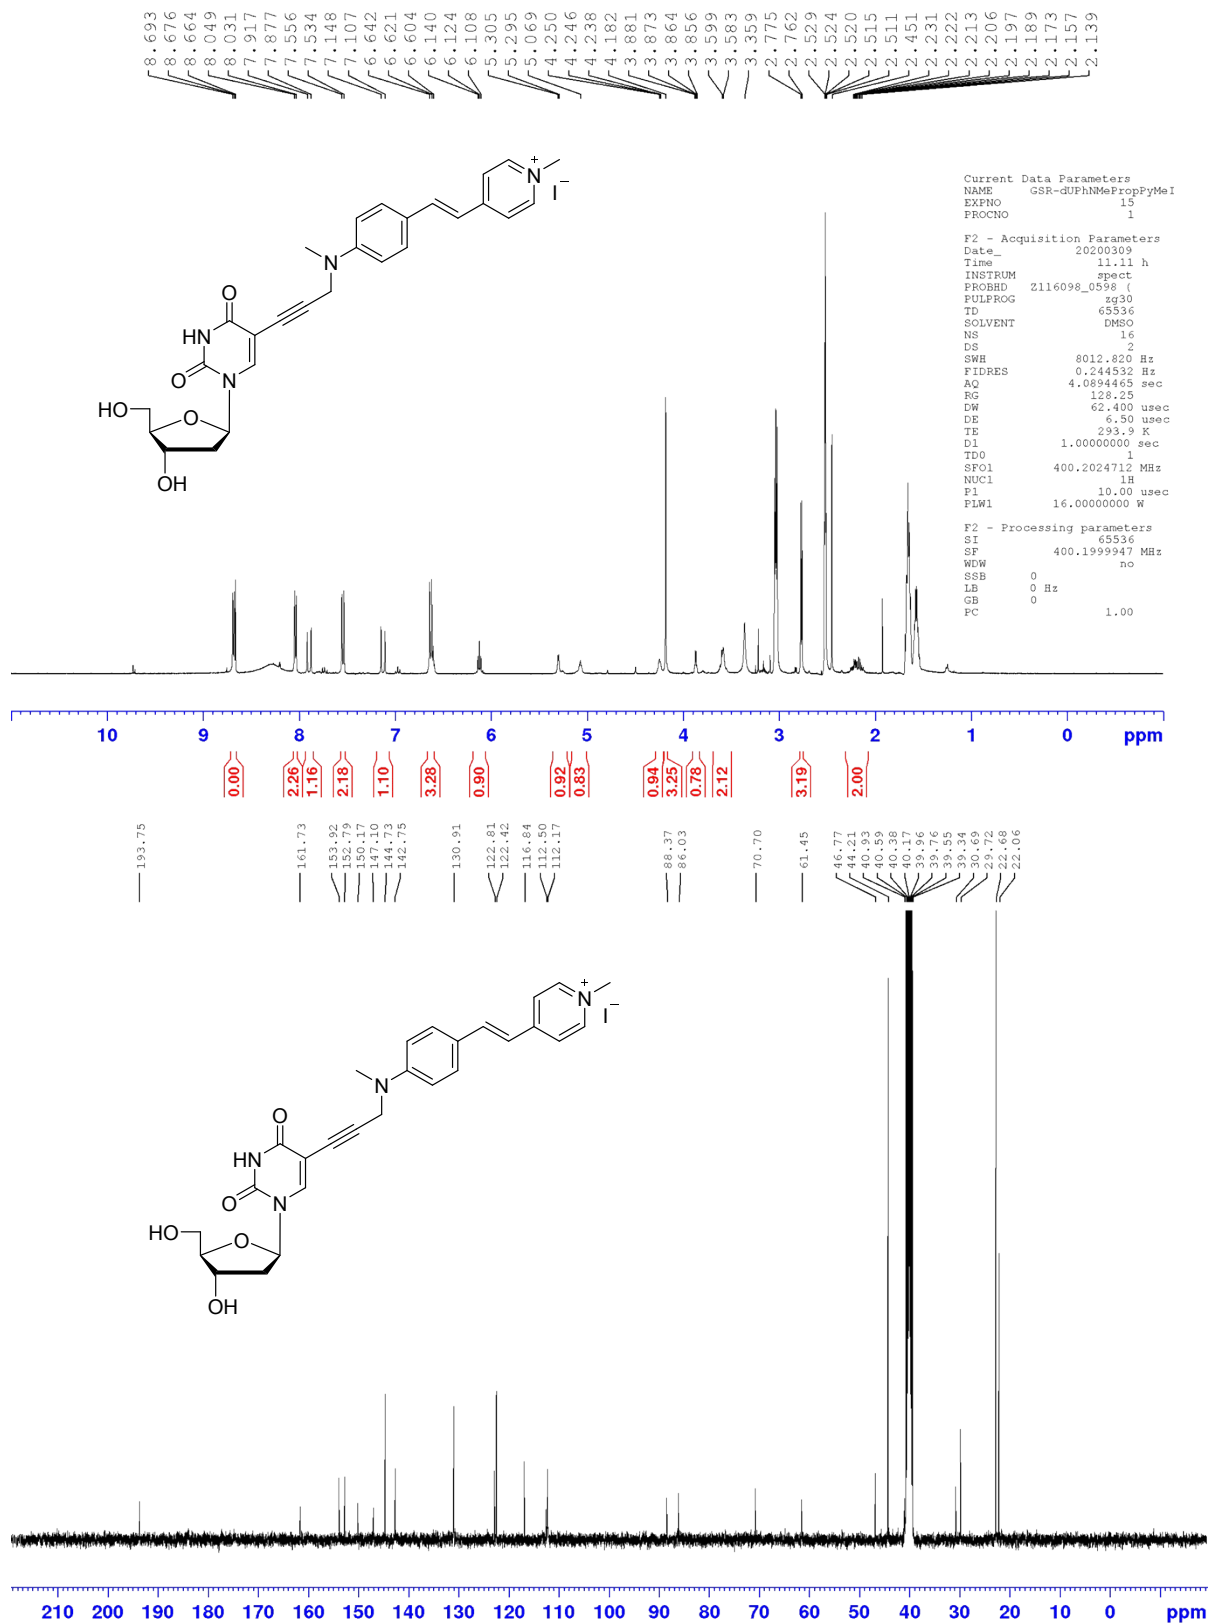 8.693
8.676
8.664
8.049
8.031
7.917
7.877
7.556
7.534
7.148
7.107
6.642
6.621
6.604
6.140
6.124
6.108
5.305
5.295
5.069
4.250
4.246
4.238
4.182
3.881
3.873
3.864
3.856
3.599
3.583
3.359
2.775
2.762
2.529
2.524
2.520
2.515
2.511
2.451
2.231
2.222
2.213
2.206
2.197
2.189
2.173
2.157
2.139
Current Data Parameters
NAME GSR-dUPhNMePropPyMeI
EXPNO 15
PROCNO 1
F2 - Acquisition Parameters
Date_ 20200309
Time 11.11 h
INSTRUM spect
PROBHD Z116098_0598 (
PULPROG zg30
TD 65536
SOLVENT DMSO
NS 16
DS 2
SWH 8012.820 Hz
FIDRES 0.244532 Hz
AQ 4.0894465 sec
RG 128.25
DW 62.400 usec
DE 6.50 usec
TE 293.9 K
D1 1.00000000 sec
TD0 1
SFO1 400.2024712 MHz
NUC1 1H
P1 10.00 usec
PLW1 16.00000000 W
F2 - Processing parameters
SI 65536
SF 400.1999947 MHz
WDW no
SSB 0
LB 0 Hz
GB 0
PC 1.00
N+
I−
N
O
HN
O
N
HO
O
OH
10 9 8 7 6 5 4 3 2 1 0 ppm
0.00
2.26
1.16
2.18
1.10
3.28
0.90
0.92
0.83
0.94
3.25
0.78
2.12
3.19
2.00
193.75
161.73
153.92
152.79
150.17
147.10
144.73
142.75
130.91
122.81
122.42
116.84
112.50
112.17
88.37
86.03
70.70
61.45
46.77
44.21
40.93
40.59
40.38
40.17
39.96
39.76
39.55
39.34
30.69
29.72
22.68
22.06
N+
I−
N
O
HN
O
N
HO
O
OH
210 200 190 180 170 160 150 140 130 120 110 100 90 80 70 60 50 40 30 20 10 0 ppm